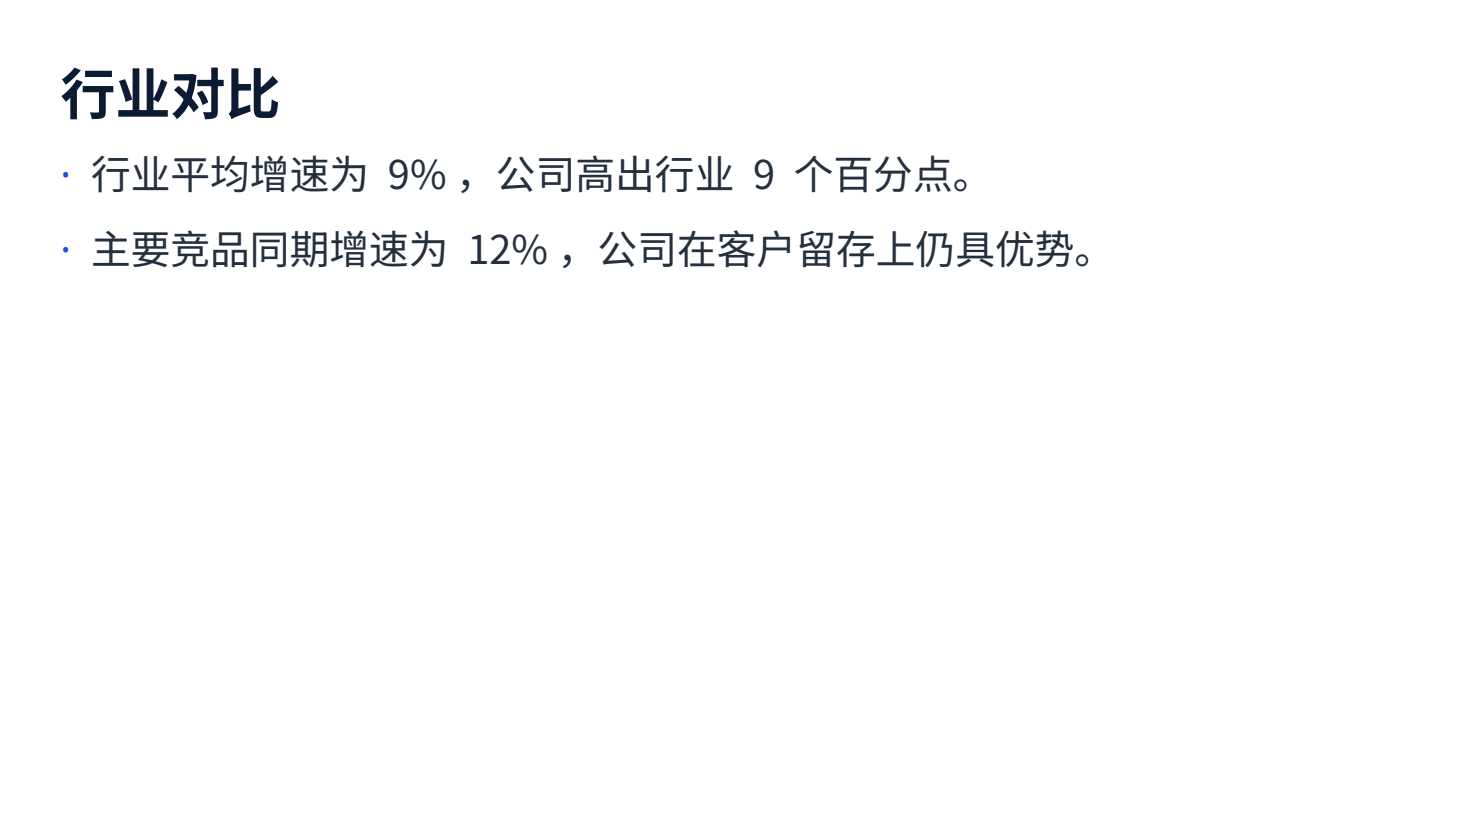 行业对比
· 行业平均增速为 9% ，公司高出行业 9 个百分点。
· 主要竞品同期增速为 12% ，公司在客户留存上仍具优势。